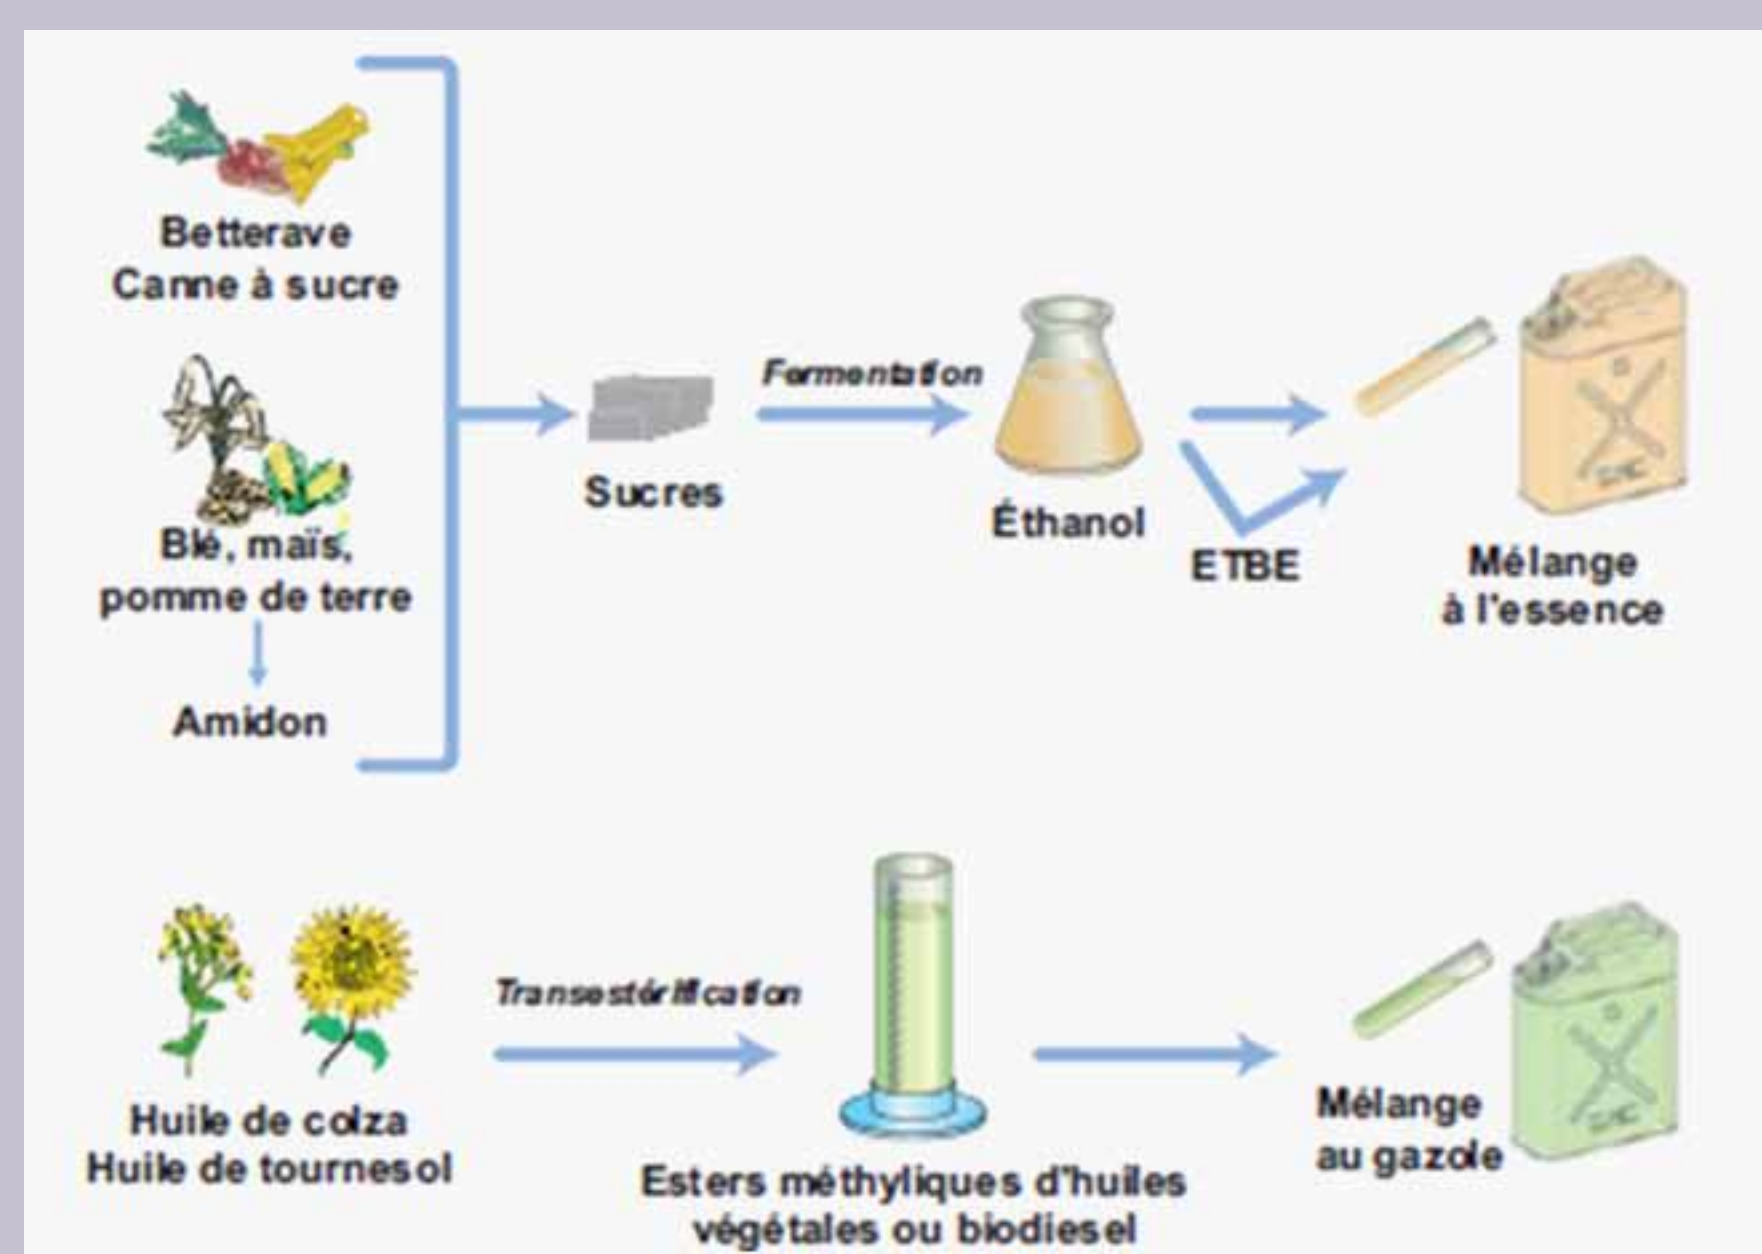 Betterave
Canne à sucre
Blé, maïs,
pomme de terre
Amidon
Sucres
Fermentation
Éthanol
ETBE
Mélange
à l'essence
Huile de colza
Huile de tournesol
Transestérification
Esters méthyliques d'huiles
végétales ou biodiesel
Mélange
au gazole